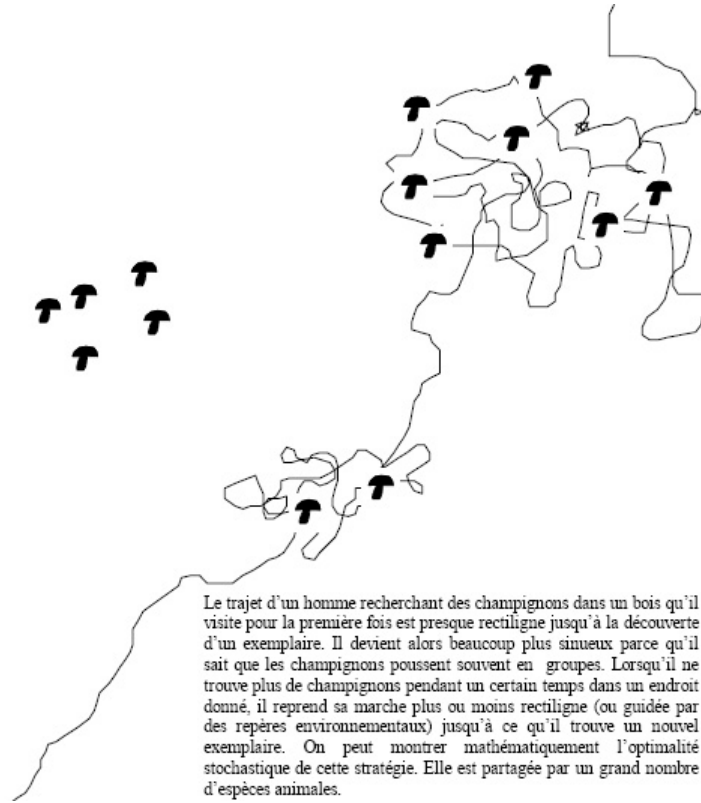 Le trajet d'un homme recherchant des champignons dans un bois qu'il
visite pour la première fois est presque rectiligne jusqu'à la découverte
d'un exemplaire. Il devient alors beaucoup plus sinueux parce qu'il
sait que les champignons poussent souvent en groupes. Lorsqu'il ne
trouve plus de champignons pendant un certain temps dans un endroit
donné, il reprend sa marche plus ou moins rectiligne (ou guidée par
des repères environnementaux) jusqu'à ce qu'il trouve un nouvel
exemplaire. On peut montrer mathématiquement l'optimalité
stochastique de cette stratégie. Elle est partagée par un grand nombre
d'espèces animales.